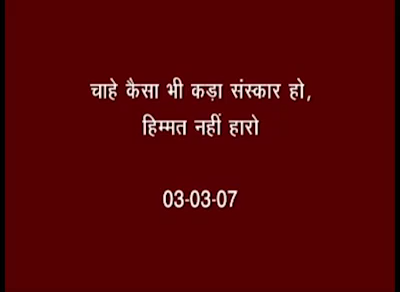 चाहे कैसा भी कड़ा संस्कार हो,
हिम्मत नहीं हारो
03-03-07